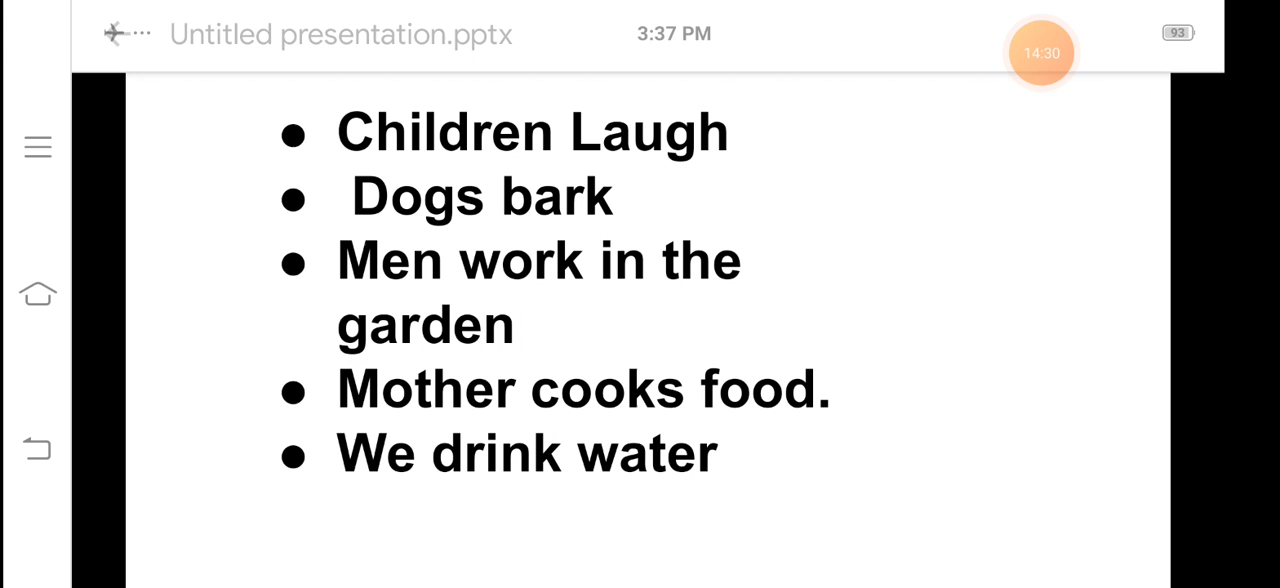 Untitled presentation.pptx 3:37 PM 14:30 93
● Children Laugh
● Dogs bark
● Men work in the
garden
● Mother cooks food.
● We drink water